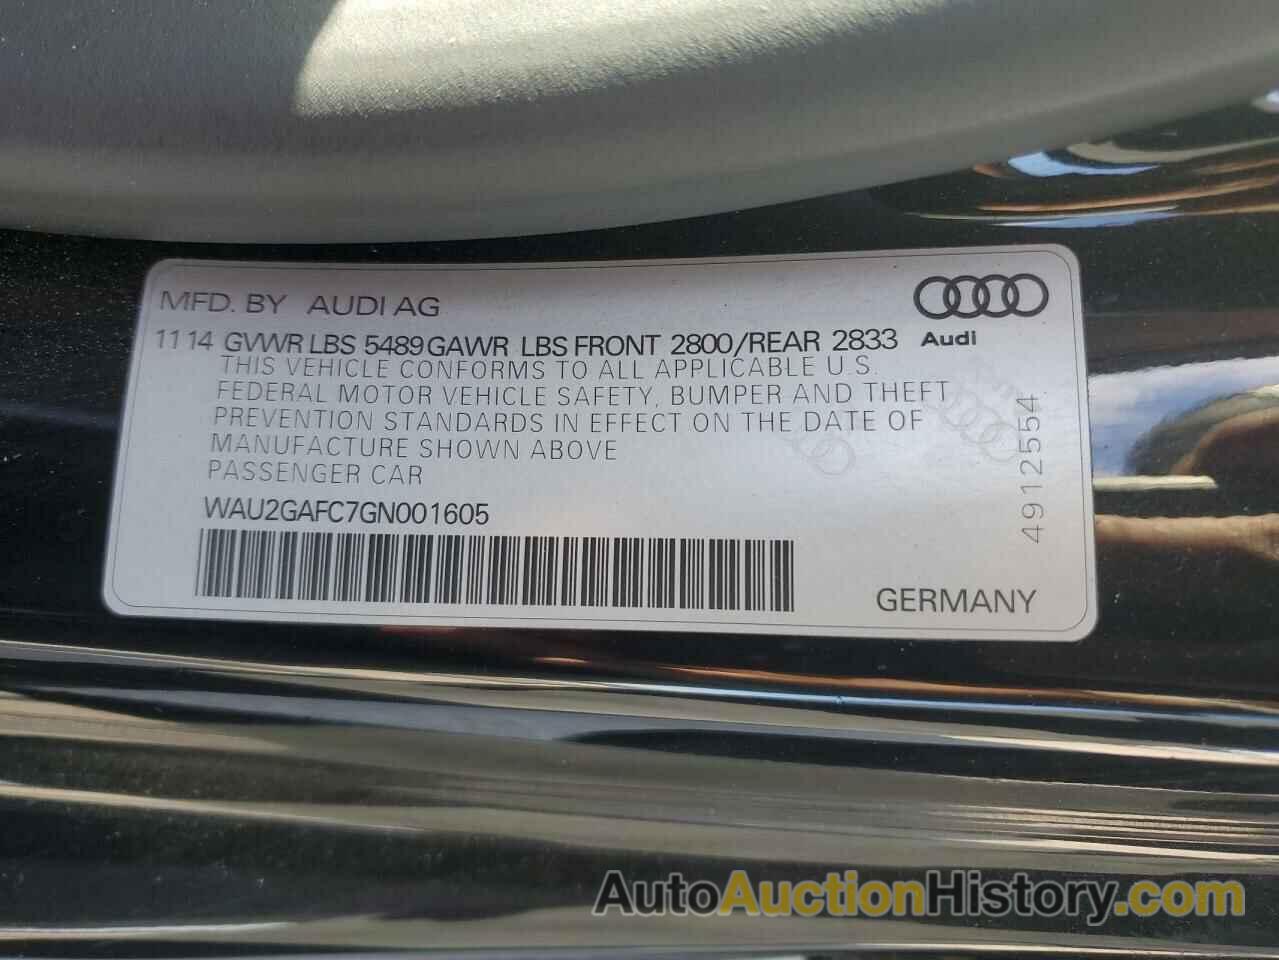 MFD. BY AUDI AG
11 14 GVWR LBS 5489 GAWR LBS FRONT 2800/REAR 2833
Audi
THIS VEHICLE CONFORMS TO ALL APPLICABLE U.S.
FEDERAL MOTOR VEHICLE SAFETY, BUMPER AND THEFT
PREVENTION STANDARDS IN EFFECT ON THE DATE OF
MANUFACTURE SHOWN ABOVE
PASSENGER CAR
WAU2GAFC7GN001605
4912554
GERMANY
AutoAuctionHistory.com